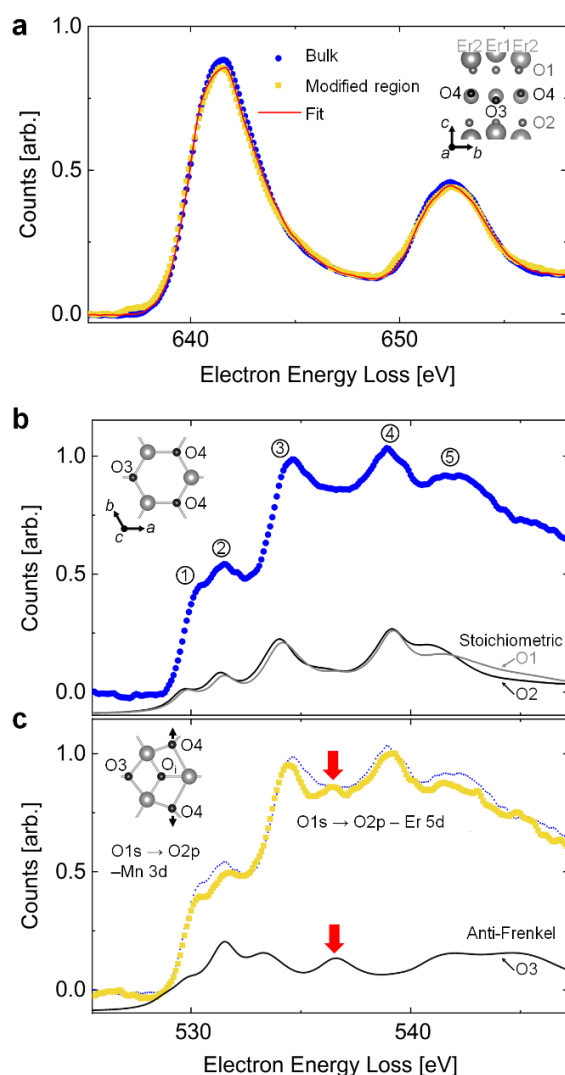 a
1.0
0.5
0.0
Counts [arb.]
Bulk
Modified region
Fit
Er2 Er1 Er2
O1
O4 O4
O3
O2
c
a b
640 650
Electron Energy Loss [eV]
b
1.0
0.5
0.0
Counts [arb.]
O3 O4
O4
b
c a
① ② ③ ④ ⑤
Stoichiometric
O1
O2
c
1.0
0.5
0.0
Counts [arb.]
O4
O3 Oi
O4
O1s → O2p
–Mn 3d
O1s → O2p – Er 5d
Anti-Frenkel
O3
530 540
Electron Energy Loss [eV]